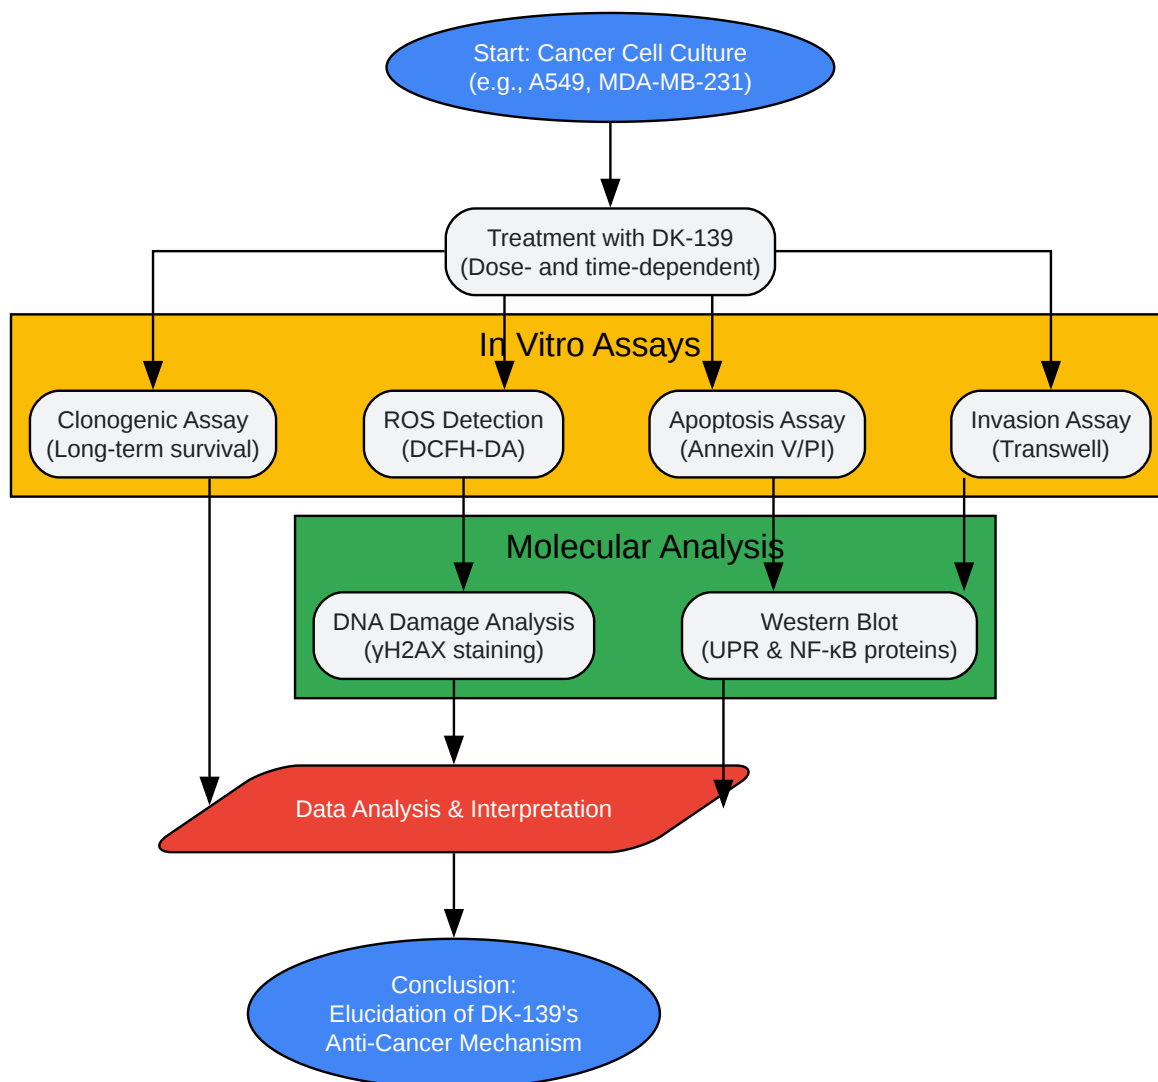 Start: Cancer Cell Culture
(e.g., A549, MDA-MB-231)
Treatment with DK-139
(Dose- and time-dependent)
In Vitro Assays
Clonogenic Assay
(Long-term survival)
ROS Detection
(DCFH-DA)
Apoptosis Assay
(Annexin V/PI)
Invasion Assay
(Transwell)
Molecular Analysis
DNA Damage Analysis
(γH2AX staining)
Western Blot
(UPR & NF-κB proteins)
Data Analysis & Interpretation
Conclusion:
Elucidation of DK-139's
Anti-Cancer Mechanism